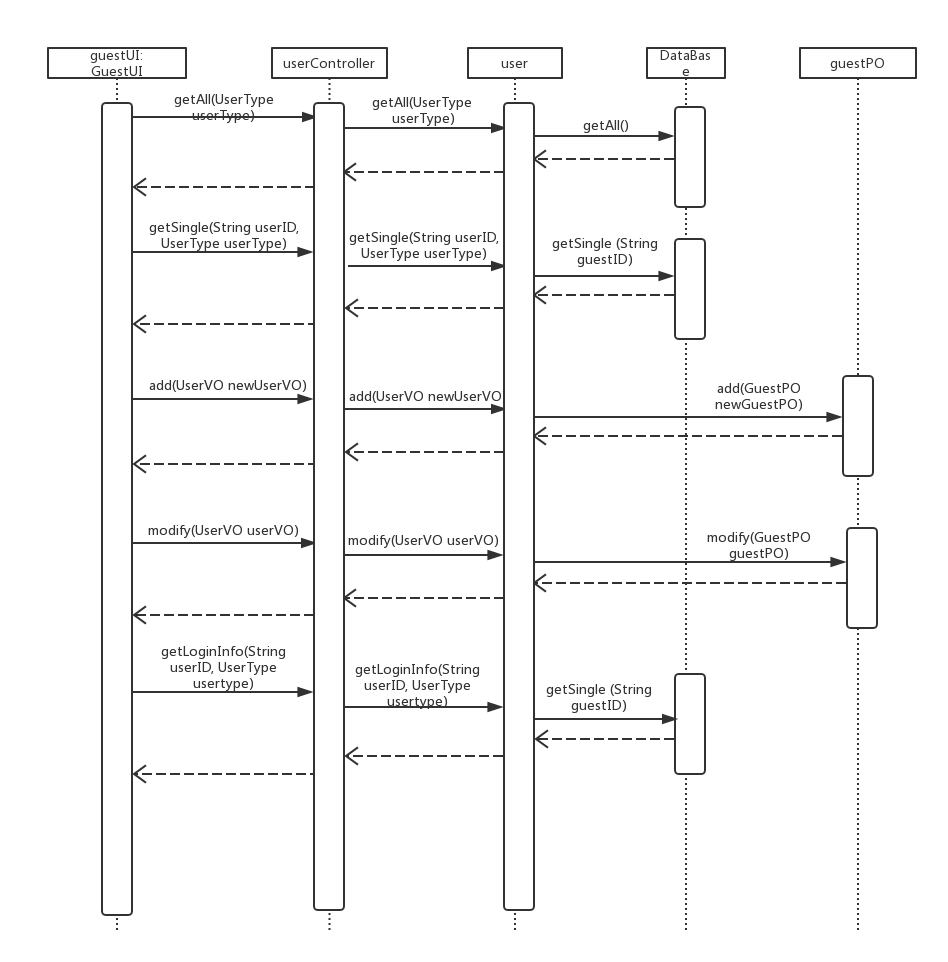 guestUI:
GuestUI
userController
user
DataBas
e
guestPO
getAll(UserType
userType)
getAll(UserType
userType)
getAll()
getSingle(String userID,
UserType userType)
getSingle(String userID,
UserType userType)
getSingle (String
guestID)
add(UserVO newUserVO)
add(UserVO newUserVO
add(GuestPO
newGuestPO)
modify(UserVO userVO)
modify(UserVO userVO)
modify(GuestPO
guestPO)
getLoginInfo(String
userID, UserType
usertype)
getLoginInfo(String
userID, UserType
usertype)
getSingle (String
guestID)